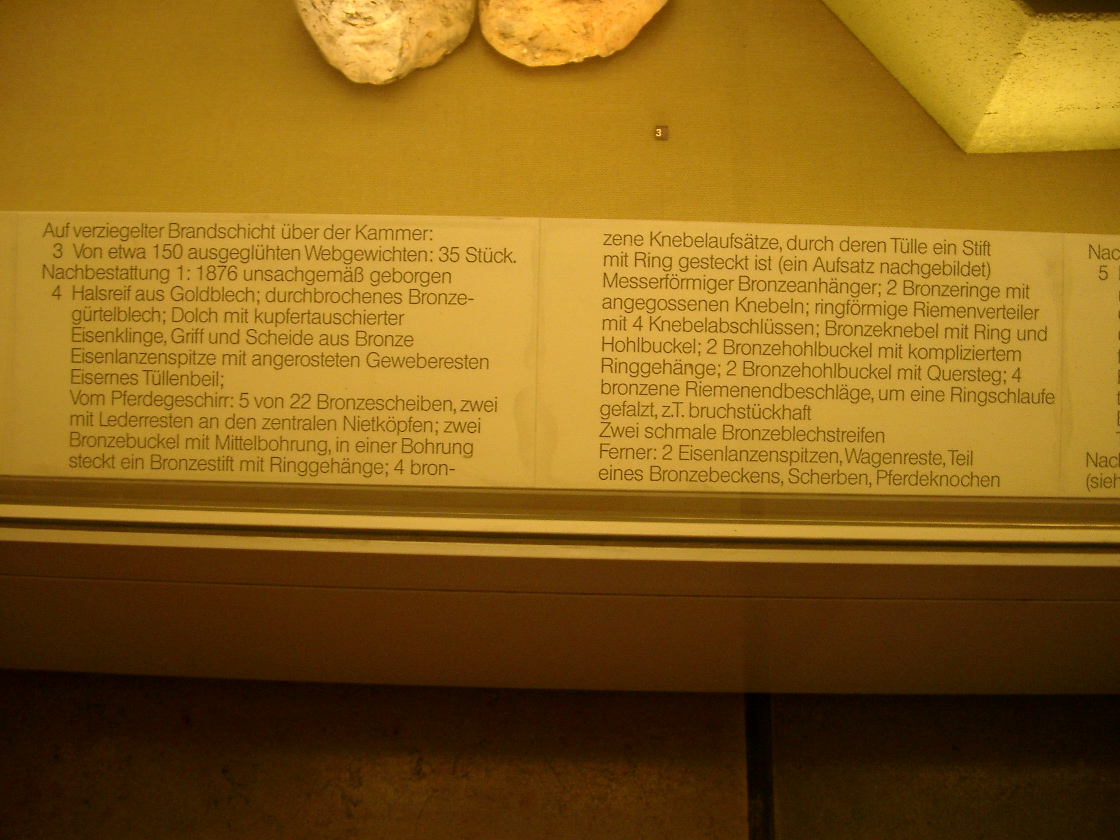 3
Auf verziegelter Brandschicht über der Kammer:
3 Von etwa 150 ausgeglühten Webgewichten: 35 Stück.
Nachbestattung 1: 1876 unsachgemäß geborgen
4 Halsreif aus Goldblech; durchbrochenes Bronze-
gürtelblech; Dolch mit kupfertauschierter
Eisenklinge, Griff und Scheide aus Bronze
Eisenlanzenspitze mit angerosteten Geweberesten
Eisernes Tüllenbeil;
Vom Pferdegeschirr: 5 von 22 Bronzescheiben, zwei
mit Lederresten an den zentralen Nietköpfen; zwei
Bronzebuckel mit Mittelbohrung, in einer Bohrung
steckt ein Bronzestift mit Ringgehänge; 4 bron-
zene Knebelaufsätze, durch deren Tülle ein Stift
mit Ring gesteckt ist (ein Aufsatz nachgebildet)
Messerförmiger Bronzeanhänger; 2 Bronzeringe mit
angegossenen Knebeln; ringförmige Riemenverteiler
mit 4 Knebelabschlüssen; Bronzeknebel mit Ring und
Hohlbuckel; 2 Bronzehohlbuckel mit kompliziertem
Ringgehänge; 2 Bronzehohlbuckel mit Quersteg; 4
bronzene Riemenendbeschläge, um eine Ringschlaufe
gefalzt, z.T. bruchstückhaft
Zwei schmale Bronzeblechstreifen
Ferner: 2 Eisenlanzenspitzen, Wagenreste, Teil
eines Bronzebeckens, Scherben, Pferdeknochen
Nac
5
Nac
(sieh